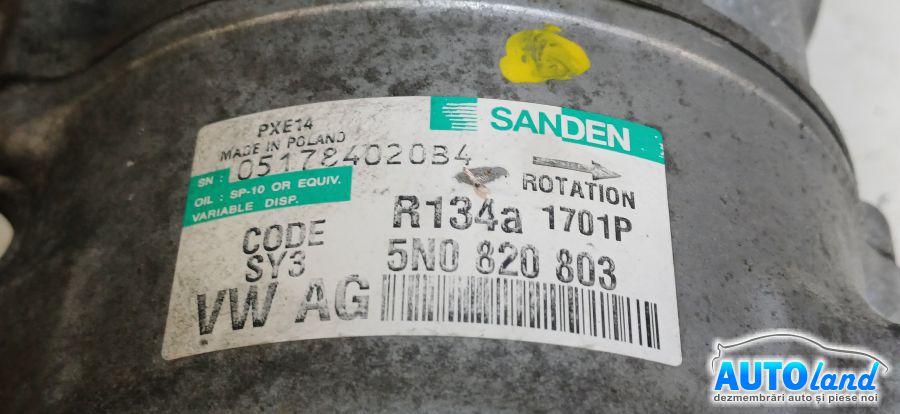 PXE14
MADE IN POLAND
SANDEN
SN : 051784020B4
OIL : SP-10 OR EQUIV.
VARIABLE DISP.
ROTATION
R134a 1701P
CODE
SY3
5N0 820 803
VW AG
AUTOland
dezmembrări auto și piese noi